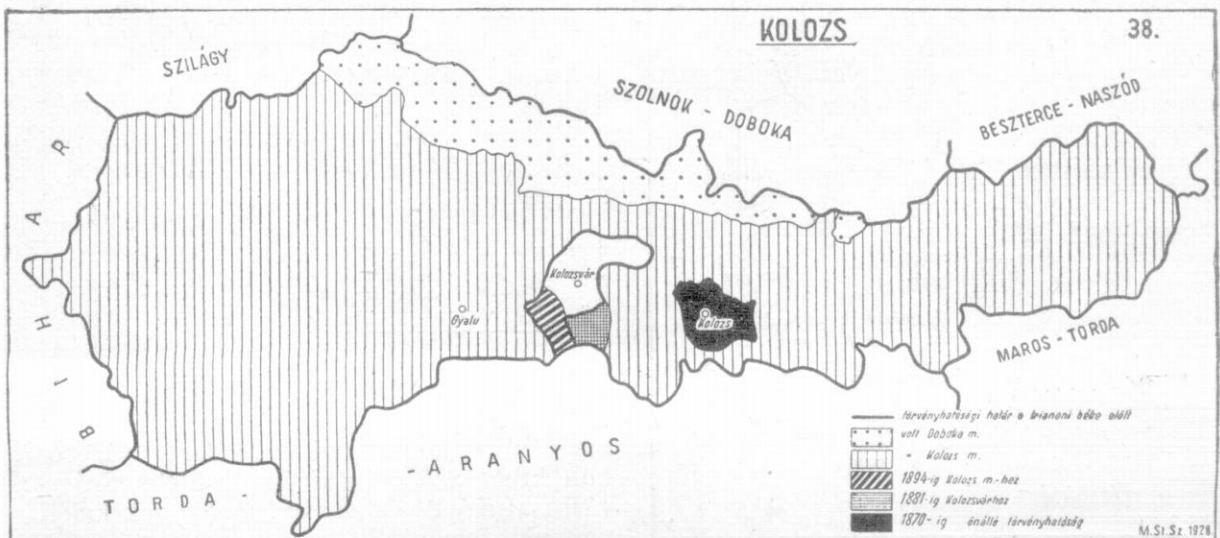 KOLOZS
38.
SZILÁGY
SZOLNOK - DOBOKA
BESZTERCE - NASZÓD
BIHAR
Kolozsvár
Gyalu
Kolozs
MAROS - TORDA
TORDA - ARANYOS
törvényhatósági határ a trianoni béke előtt
volt Doboka m.
" Kolozs m.
1894-ig Kolozs m.-hez
1881-ig Kolozsvárhoz
1870-ig önálló törvényhatóság
M.St.Sz. 1928